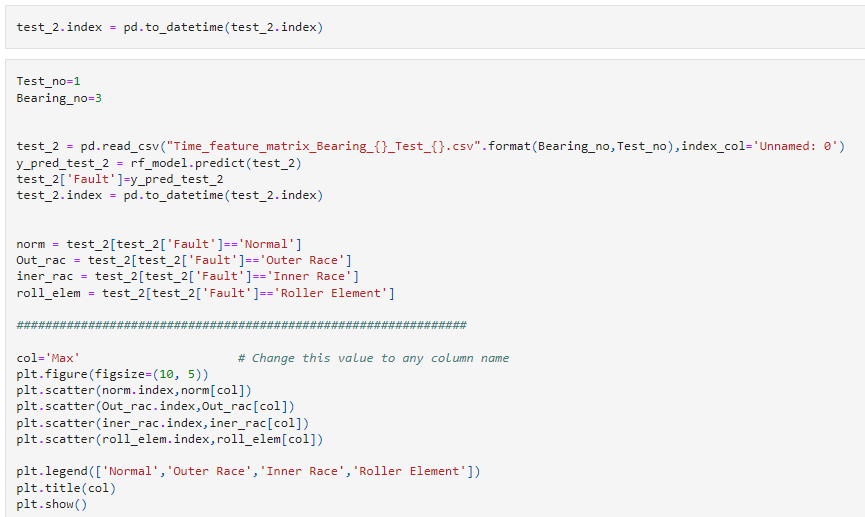 test_2.index = pd.to_datetime(test_2.index)
Test_no=1
Bearing_no=3
test_2 = pd.read_csv("Time_feature_matrix_Bearing_{}_Test_{}.csv".format(Bearing_no,Test_no),index_col='Unnamed: 0')
y_pred_test_2 = rf_model.predict(test_2)
test_2['Fault']=y_pred_test_2
test_2.index = pd.to_datetime(test_2.index)
norm = test_2[test_2['Fault']=='Normal']
Out_rac = test_2[test_2['Fault']=='Outer Race']
iner_rac = test_2[test_2['Fault']=='Inner Race']
roll_elem = test_2[test_2['Fault']=='Roller Element']
###############################################################
col='Max'                      # Change this value to any column name
plt.figure(figsize=(10, 5))
plt.scatter(norm.index,norm[col])
plt.scatter(Out_rac.index,Out_rac[col])
plt.scatter(iner_rac.index,iner_rac[col])
plt.scatter(roll_elem.index,roll_elem[col])
plt.legend(['Normal','Outer Race','Inner Race','Roller Element'])
plt.title(col)
plt.show()